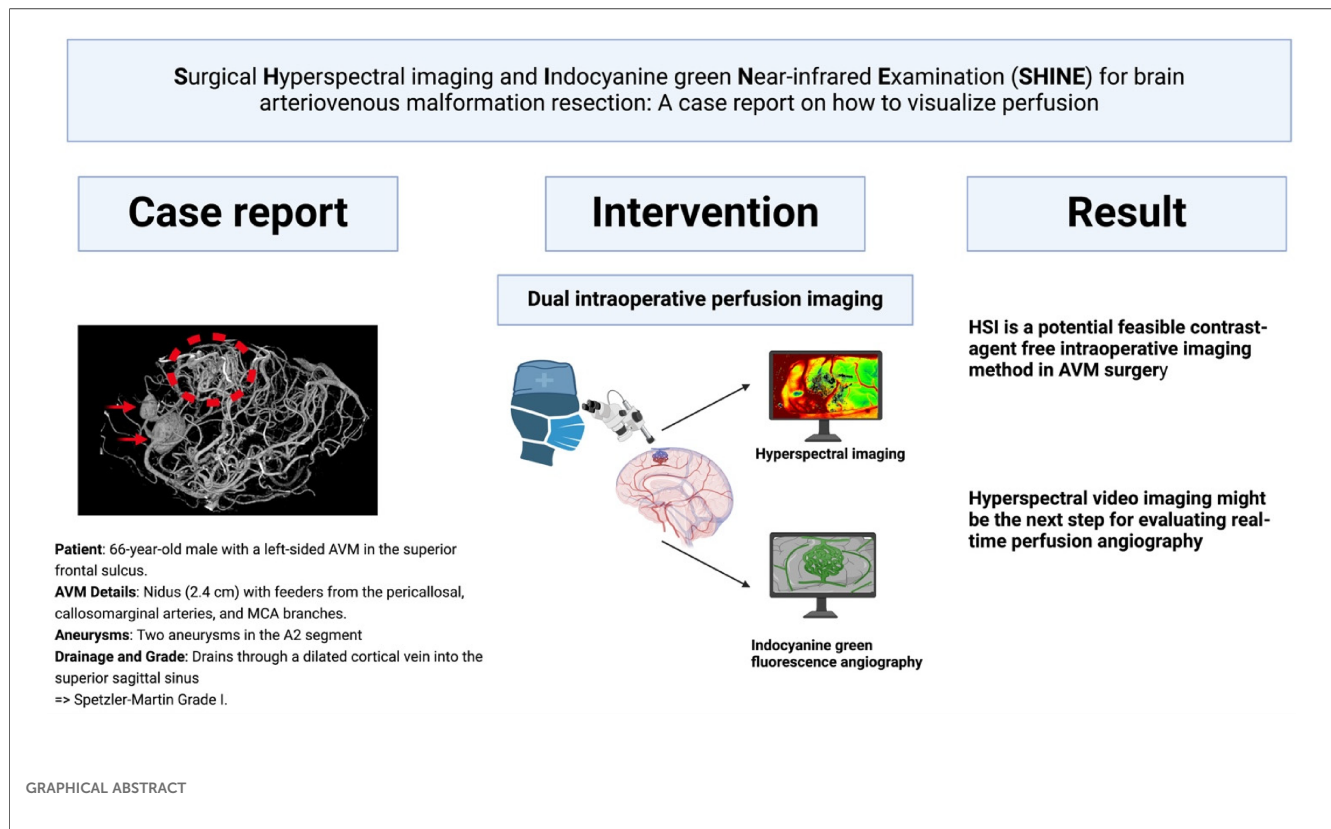 Surgical Hyperspectral imaging and Indocyanine green Near-infrared Examination (SHINE) for brain
arteriovenous malformation resection: A case report on how to visualize perfusion
Case report
Patient: 66-year-old male with a left-sided AVM in the superior
frontal sulcus.
AVM Details: Nidus (2.4 cm) with feeders from the pericallosal,
callosomarginal arteries, and MCA branches.
Aneurysms: Two aneurysms in the A2 segment
Drainage and Grade: Drains through a dilated cortical vein into the
superior sagittal sinus
=> Spetzler-Martin Grade I.
Intervention
Dual intraoperative perfusion imaging
Hyperspectral imaging
Indocyanine green
fluorescence angiography
Result
HSI is a potential feasible contrast-
agent free intraoperative imaging
method in AVM surgery
Hyperspectral video imaging might
be the next step for evaluating real-
time perfusion angiography
GRAPHICAL ABSTRACT